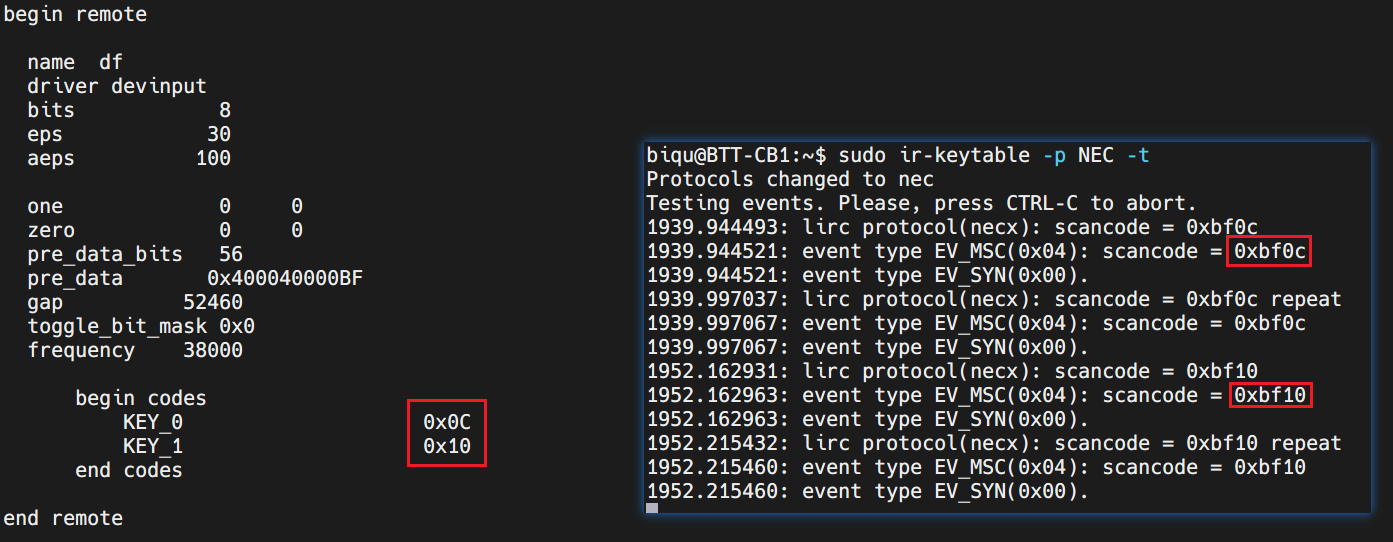 begin remote
name df
driver devinput
bits 8
eps 30
aeps 100
one 0 0
zero 0 0
pre_data_bits 56
pre_data 0x400040000BF
gap 52460
toggle_bit_mask 0x0
frequency 38000
begin codes
KEY_0 0x0C
KEY_1 0x10
end codes
end remote
biqu@BTT-CB1:~$ sudo ir-keytable -p NEC -t
Protocols changed to nec
Testing events. Please, press CTRL-C to abort.
1939.944493: lirc protocol(necx): scancode = 0xbf0c
1939.944521: event type EV_MSC(0x04): scancode = 0xbf0c
1939.944521: event type EV_SYN(0x00).
1939.997037: lirc protocol(necx): scancode = 0xbf0c repeat
1939.997067: event type EV_MSC(0x04): scancode = 0xbf0c
1939.997067: event type EV_SYN(0x00).
1952.162931: lirc protocol(necx): scancode = 0xbf10
1952.162963: event type EV_MSC(0x04): scancode = 0xbf10
1952.162963: event type EV_SYN(0x00).
1952.215432: lirc protocol(necx): scancode = 0xbf10 repeat
1952.215460: event type EV_MSC(0x04): scancode = 0xbf10
1952.215460: event type EV_SYN(0x00).